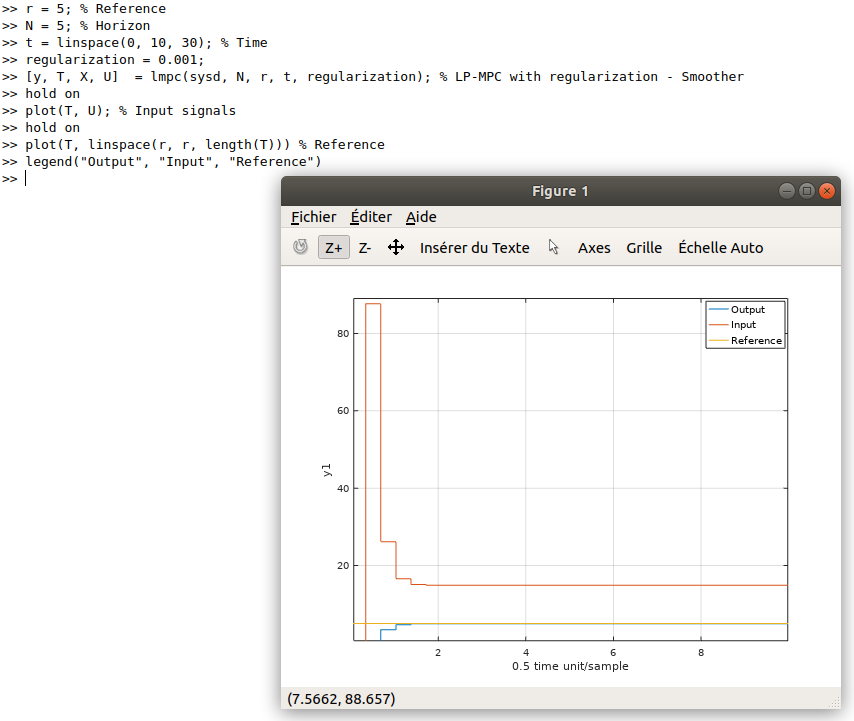 >> r = 5; % Reference
>> N = 5; % Horizon
>> t = linspace(0, 10, 30); % Time
>> regularization = 0.001;
>> [y, T, X, U]  = lmpc(sysd, N, r, t, regularization); % LP-MPC with regularization - Smoother
>> hold on
>> plot(T, U); % Input signals
>> hold on
>> plot(T, linspace(r, r, length(T))) % Reference
>> legend("Output", "Input", "Reference")
>>
Figure 1
Fichier Éditer Aide
Z+ Z- Insérer du Texte Axes Grille Échelle Auto
Output
Input
Reference
80
60
40
20
y1
2 4 6 8
0.5 time unit/sample
(7.5662, 88.657)